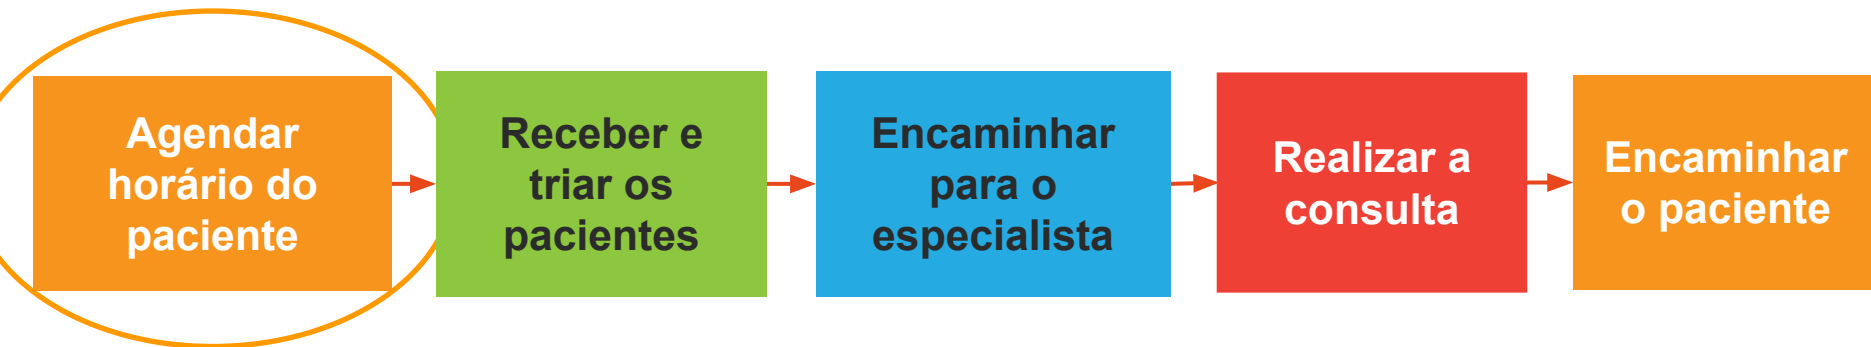 Agendar
horário do
paciente
Receber e
triar os
pacientes
Encaminhar
para o
especialista
Realizar a
consulta
Encaminhar
o paciente